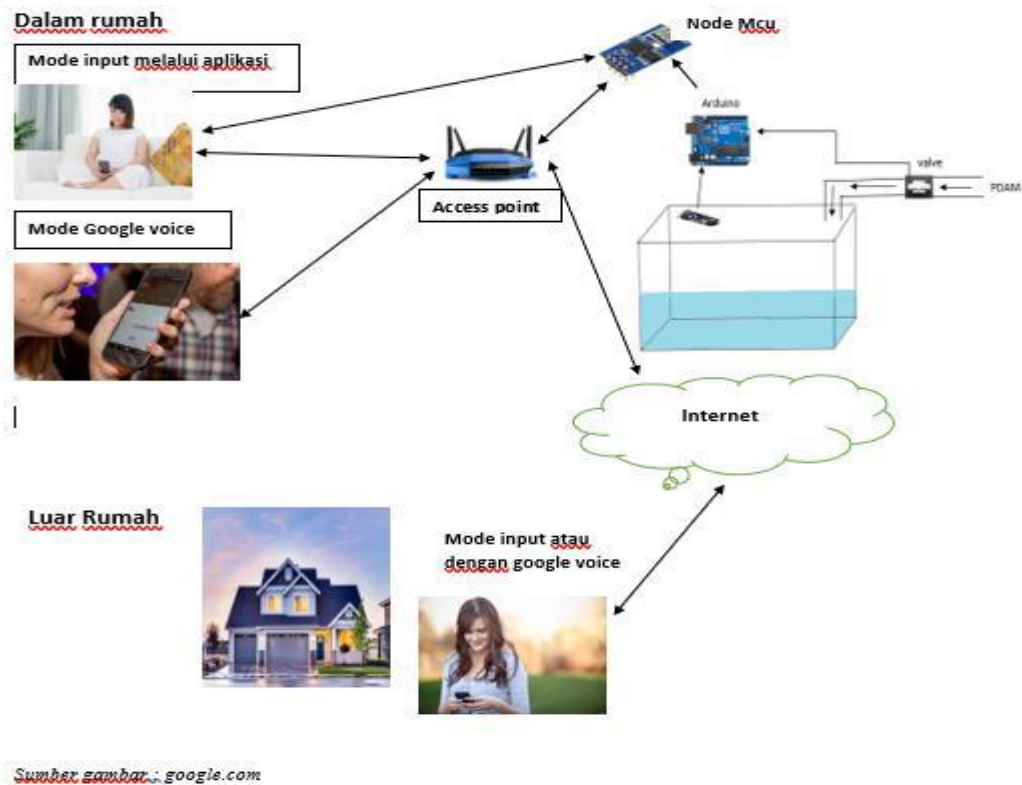 Dalam rumah
Node Mcu
Mode input melalui aplikasi
Arduino
valve
PDAM
Access point
Mode Google voice
Internet
Luar Rumah
Mode input atau
dengan google voice
Sumber gambar : google.com